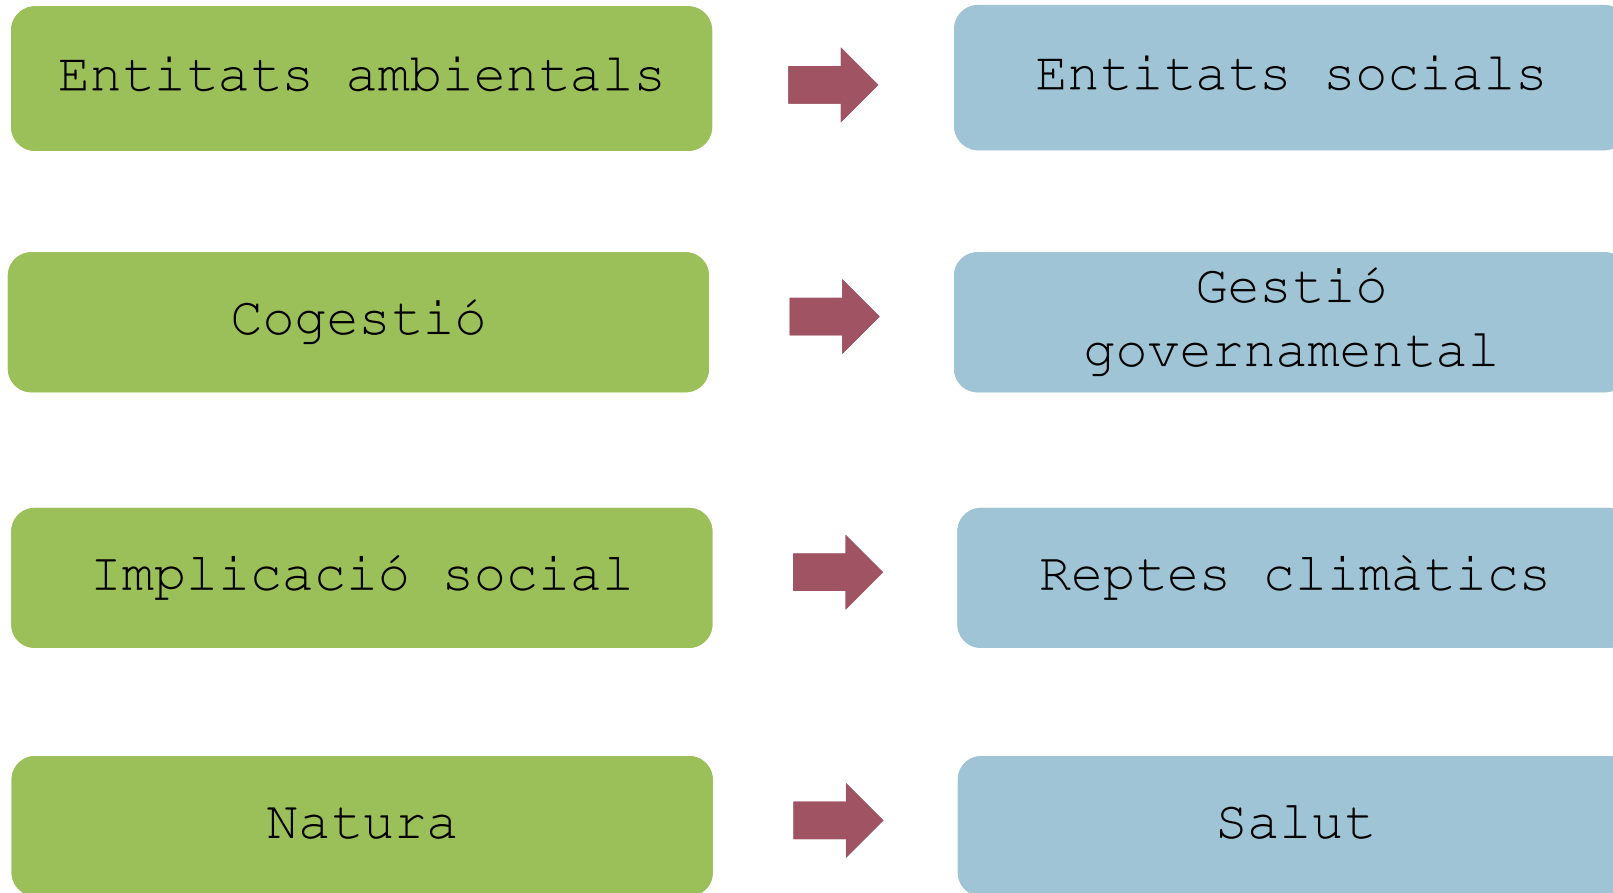 Entitats ambientals
Entitats socials
Cogestió
Gestió
governamental
Implicació social
Reptes climàtics
Natura
Salut